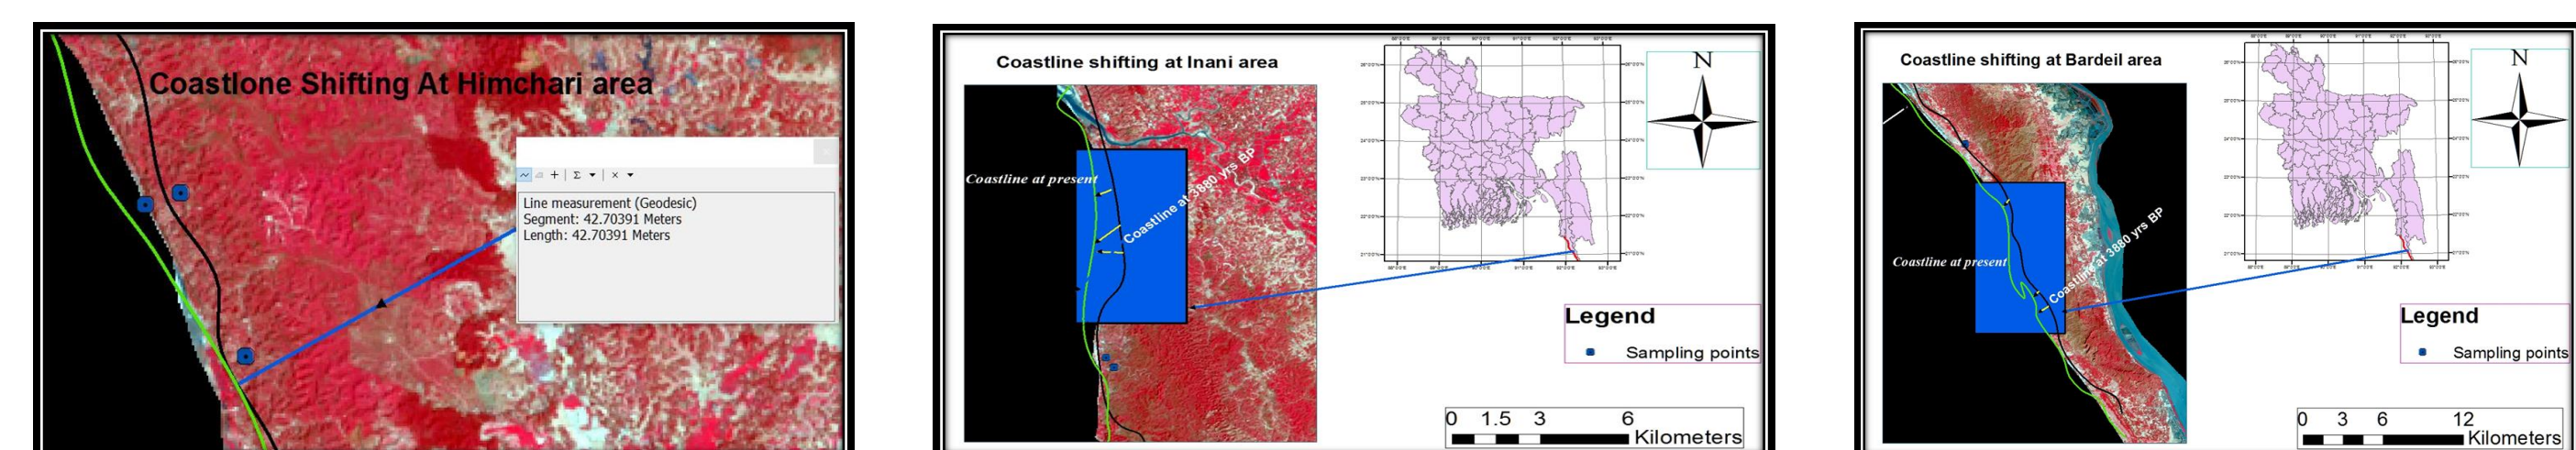 Coastlone Shifting At Himchari area
Line measurement (Geodesic)
Segment: 42.70391 Meters
Length: 42.70391 Meters
Coastline shifting at Inani area
N
Coastline at present
Coastline at 3880 yrs BP
Legend
Sampling points
0 1.5 3 6
Kilometers
Coastline shifting at Bardeil area
N
Coastline at present
Coastline at 3880 yrs BP
Legend
Sampling points
0 3 6 12
Kilometers